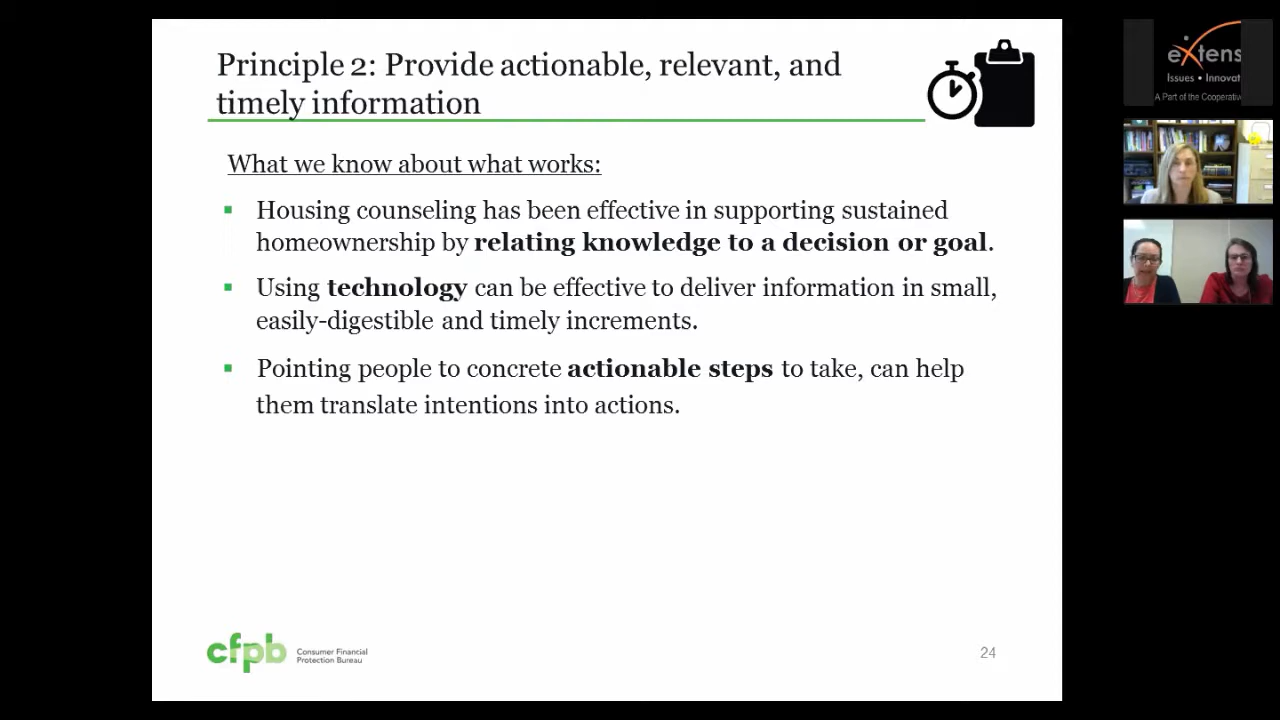 Principle 2: Provide actionable, relevant, and
timely information
What we know about what works:
Housing counseling has been effective in supporting sustained
homeownership by relating knowledge to a decision or goal.
Using technology can be effective to deliver information in small,
easily-digestible and timely increments.
Pointing people to concrete actionable steps to take, can help
them translate intentions into actions.
cfpb
Consumer Financial
Protection Bureau
24
eXtens
Issues • Innovat
A Part of the Cooperativ